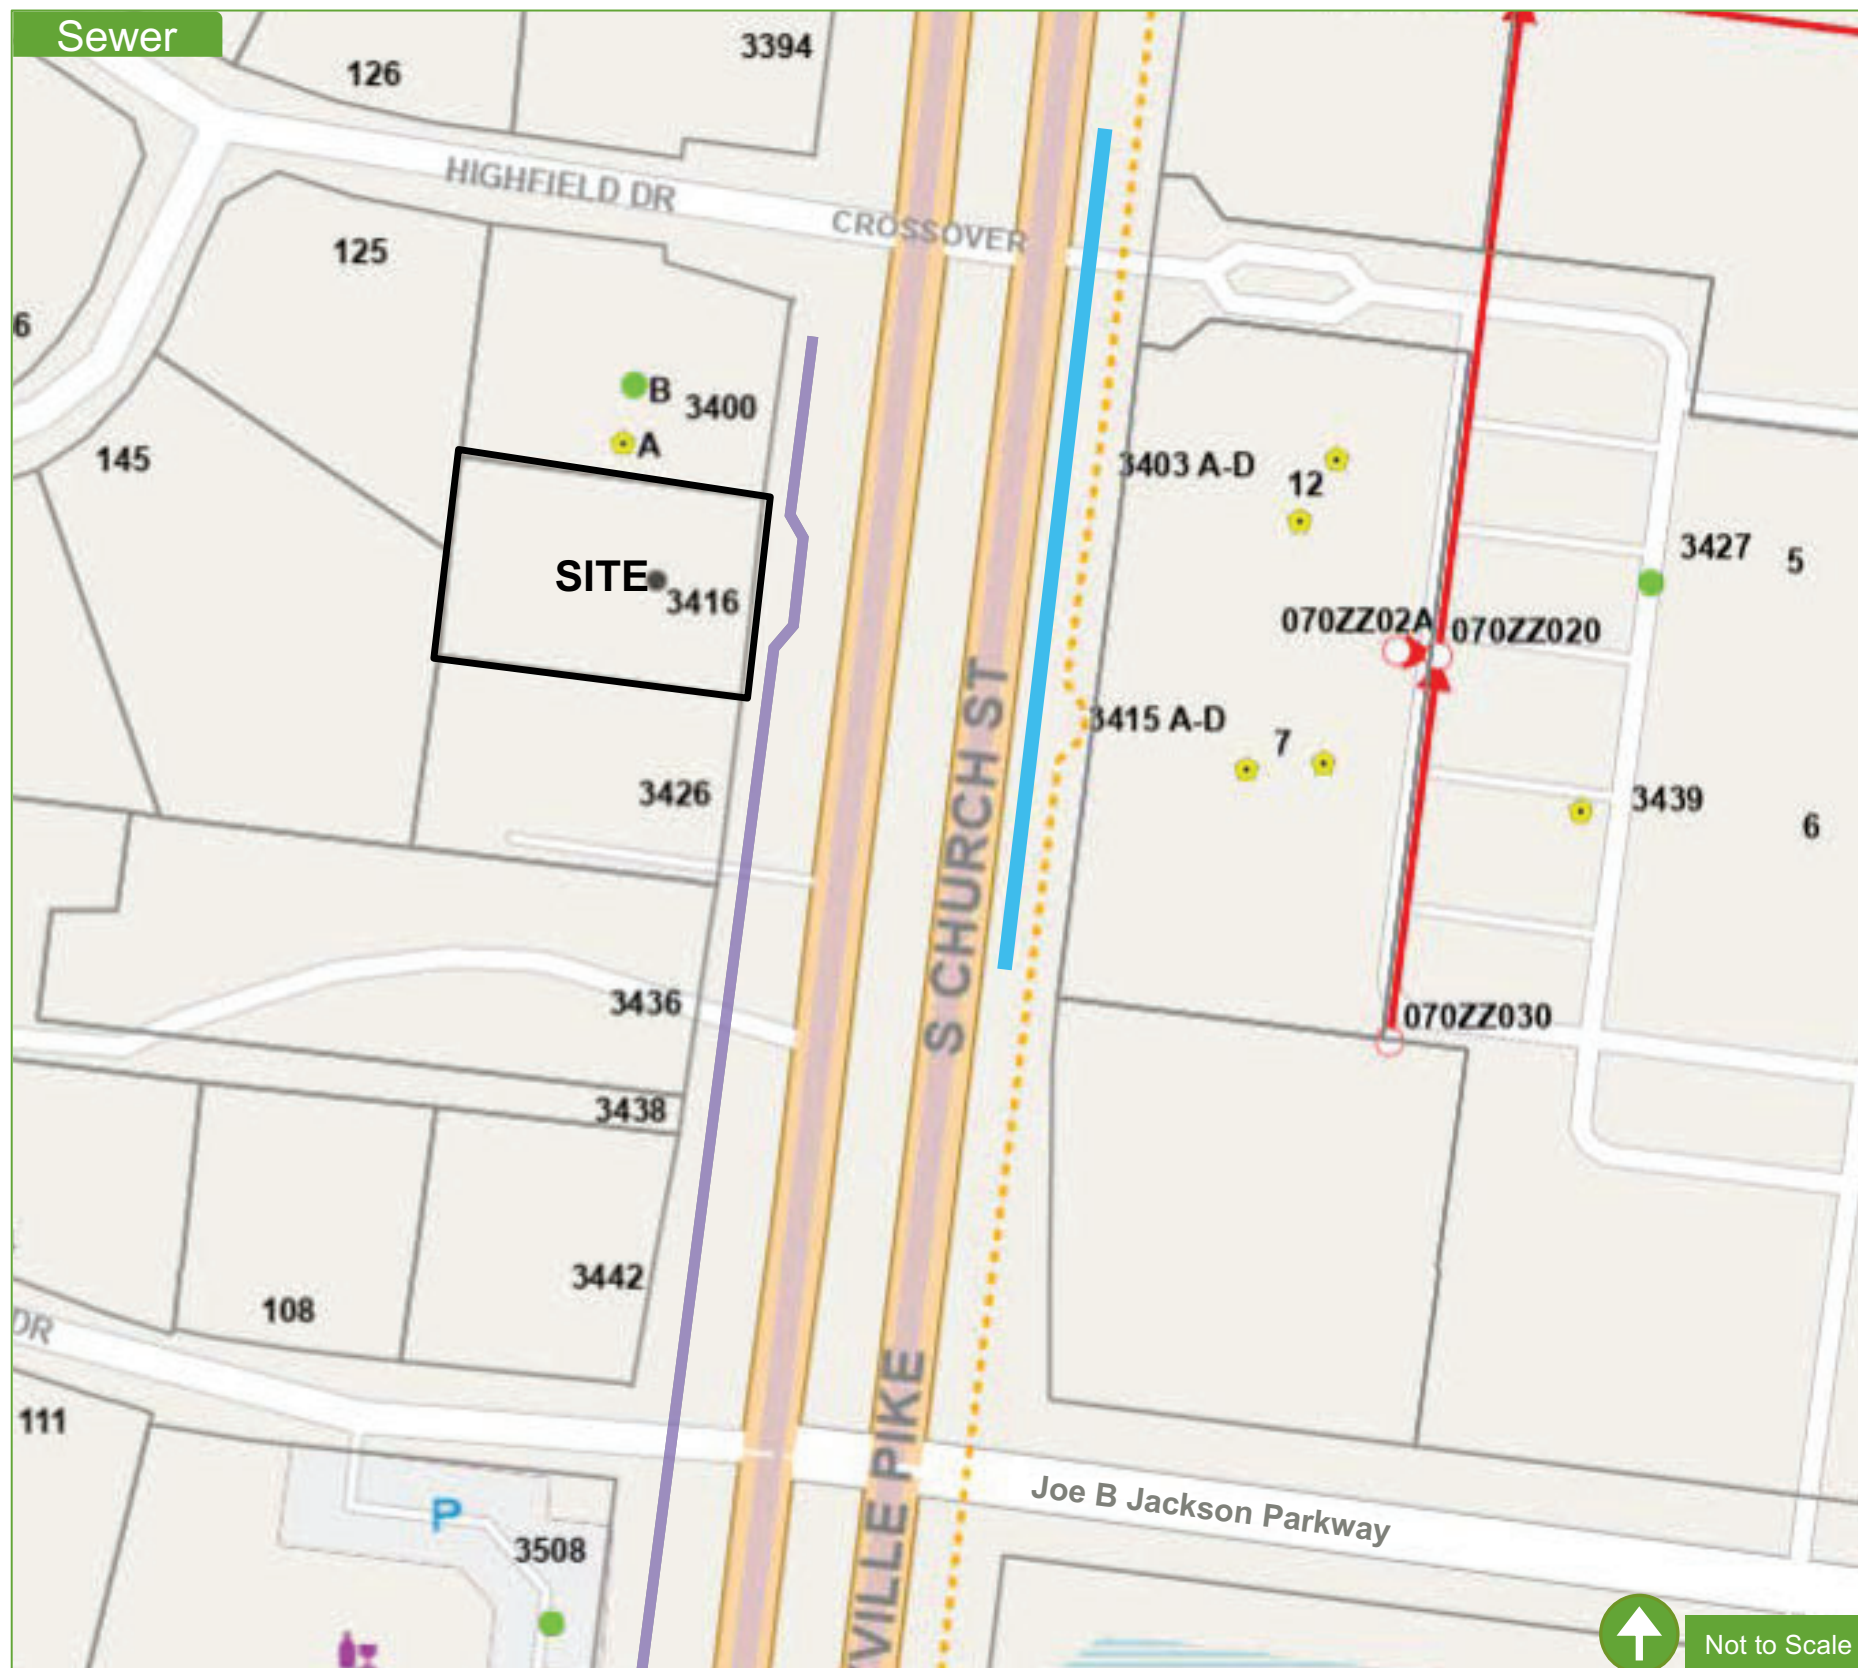 Sewer
3394
126
HIGHFIELD DR
CROSSOVER
125
6
B
3400
A
145
3403 A-D
12
3427
5
SITE
3416
070ZZ02A
070ZZ020
3415 A-D
7
3426
3439
6
S CHURCH ST
3436
070ZZ030
3438
3442
108
DR
111
VILLE PIKE
Joe B Jackson Parkway
P
3508
Not to Scale